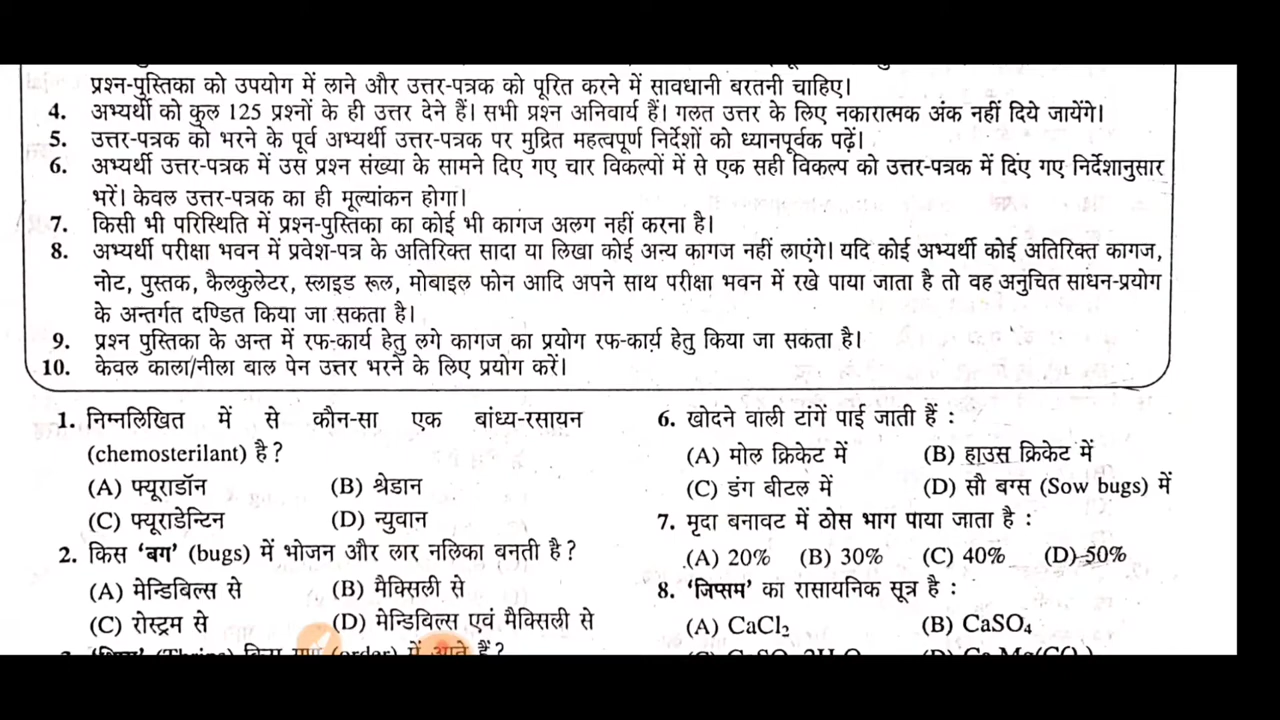 प्रश्न-पुस्तिका को उपयोग में लाने और उत्तर-पत्रक को पूरित करने में सावधानी बरतनी चाहिए।
4. अभ्यर्थी को कुल 125 प्रश्नों के ही उत्तर देने हैं। सभी प्रश्न अनिवार्य हैं। गलत उत्तर के लिए नकारात्मक अंक नहीं दिये जायेंगे।
5. उत्तर-पत्रक को भरने के पूर्व अभ्यर्थी उत्तर-पत्रक पर मुद्रित महत्वपूर्ण निर्देशों को ध्यानपूर्वक पढ़ें।
6. अभ्यर्थी उत्तर-पत्रक में उस प्रश्न संख्या के सामने दिए गए चार विकल्पों में से एक सही विकल्प को उत्तर-पत्रक में दिए गए निर्देशानुसार
भरें। केवल उत्तर-पत्रक का ही मूल्यांकन होगा।
7. किसी भी परिस्थिति में प्रश्न-पुस्तिका का कोई भी कागज अलग नहीं करना है।
8. अभ्यर्थी परीक्षा भवन में प्रवेश-पत्र के अतिरिक्त सादा या लिखा कोई अन्य कागज नहीं लाएंगे। यदि कोई अभ्यर्थी कोई अतिरिक्त कागज,
नोट, पुस्तक, कैलकुलेटर, स्लाइड रूल, मोबाइल फोन आदि अपने साथ परीक्षा भवन में रखे पाया जाता है तो वह अनुचित साधन-प्रयोग
के अन्तर्गत दण्डित किया जा सकता है।
9. प्रश्न पुस्तिका के अन्त में रफ-कार्य हेतु लगे कागज का प्रयोग रफ-कार्य हेतु किया जा सकता है।
10. केवल काला/नीला बाल पेन उत्तर भरने के लिए प्रयोग करें।
1. निम्नलिखित में से कौन-सा एक बांध्य-रसायन
(chemosterilant) है?
(A) फ्यूराडॉन (B) श्रेडान
(C) फ्यूराडेन्टिन (D) न्युवान
2. किस 'बग' (bugs) में भोजन और लार नलिका बनती है?
(A) मेन्डिबिल्स से (B) मैक्सिली से
(C) रोस्ट्रम से (D) मेन्डिविल्स एवं मैक्सिली से
(order) में आते हैं?
6. खोदने वाली टांगें पाई जाती हैं :
(A) मोल क्रिकेट में (B) हाउस क्रिकेट में
(C) डंग बीटल में (D) सौ बग्स (Sow bugs) में
7. मृदा बनावट में ठोस भाग पाया जाता है :
(A) 20% (B) 30% (C) 40% (D) 50%
8. 'जिप्सम' का रासायनिक सूत्र है :
(A) CaCl₂ (B) CaSO₄